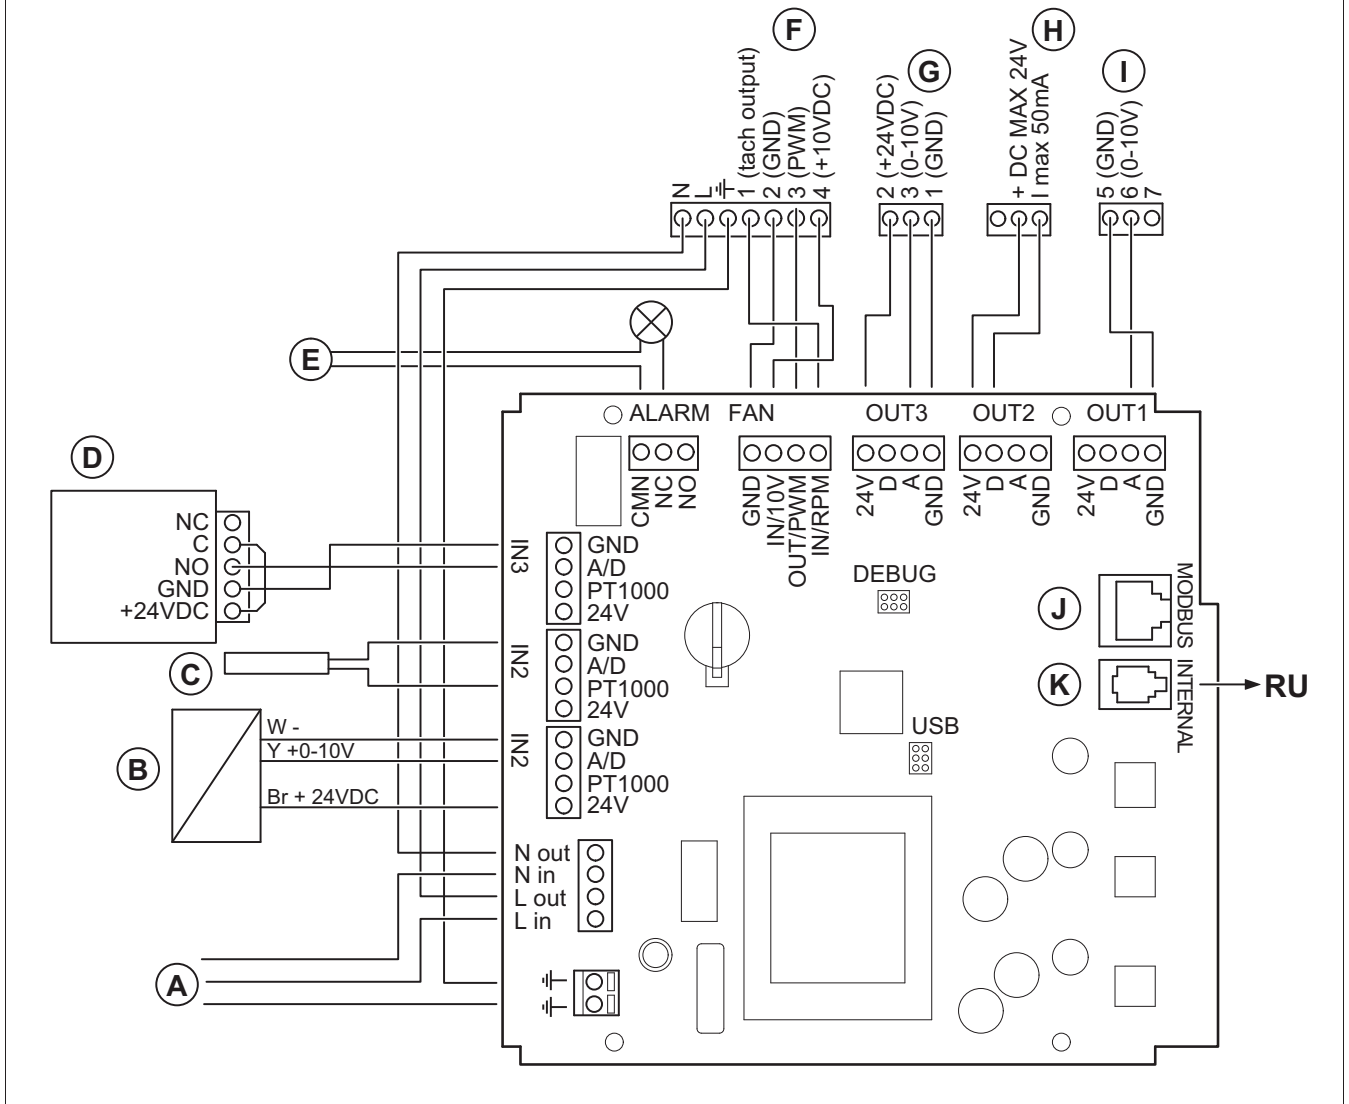 F
G
H
I
N
L
1 (tach output)
2 (GND)
3 (PWM)
4 (+10VDC)
2 (+24VDC)
3 (0-10V)
1 (GND)
+ DC MAX 24V
I max 50mA
5 (GND)
6 (0-10V)
7
E
ALARM
FAN
OUT3
OUT2
OUT1
CMN
NC
NO
GND
IN/10V
OUT/PWM
IN/RPM
24V
D
A
GND
24V
D
A
GND
24V
D
A
GND
D
NC
C
NO
GND
+24VDC
IN3
GND
A/D
PT1000
24V
DEBUG
J
MODBUS
C
IN2
GND
A/D
PT1000
24V
K
INTERNAL
RU
B
W -
Y +0-10V
Br + 24VDC
IN2
GND
A/D
PT1000
24V
USB
N out
N in
L out
L in
A